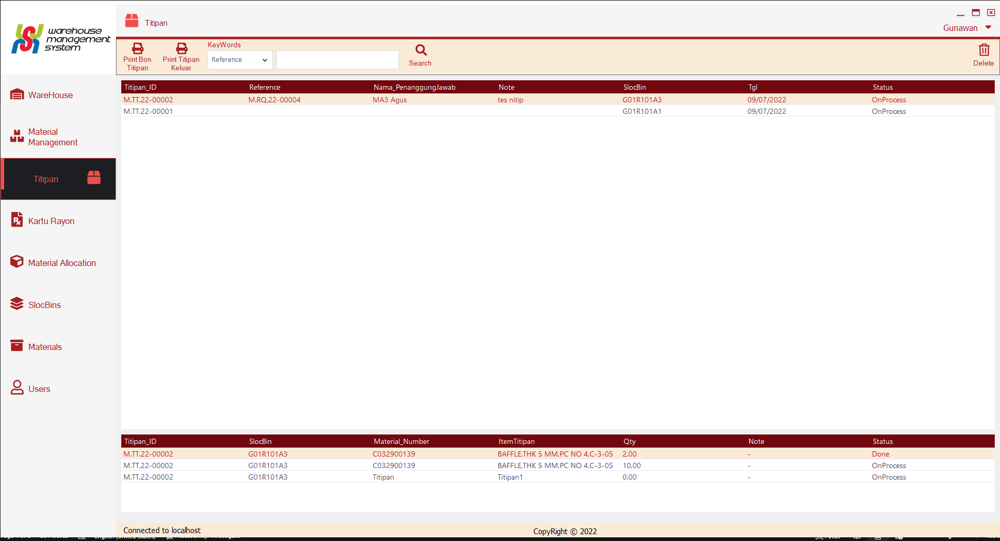 warehouse
management
system
Titipan
Gunawan
Print Bon
Titipan
Print Titipan
Keluar
KeyWords
Reference
Search
Delete
WareHouse
Material
Management
Titipan
Kartu Rayon
Material Allocation
SlocBins
Materials
Users
Titipan_ID Reference Nama_PenanggungJawab Note SlocBin Tgl Status
M.TT.22-00002 M.RQ.22-00004 MA3 Agus tes nitip G01R101A3 09/07/2022 OnProcess
M.TT.22-00001 G01R101A1 09/07/2022 OnProcess
Titipan_ID SlocBin Material_Number ItemTitipan Qty Note Status
M.TT.22-00002 G01R101A3 C032900139 BAFFLE,THK 5 MM,PC NO 4,C-3-05 2,00 - Done
M.TT.22-00002 G01R101A3 C032900139 BAFFLE,THK 5 MM,PC NO 4,C-3-05 10,00 - OnProcess
M.TT.22-00002 G01R101A3 Titipan Titipan1 0,00 - OnProcess
Connected to localhost
CopyRight © 2022